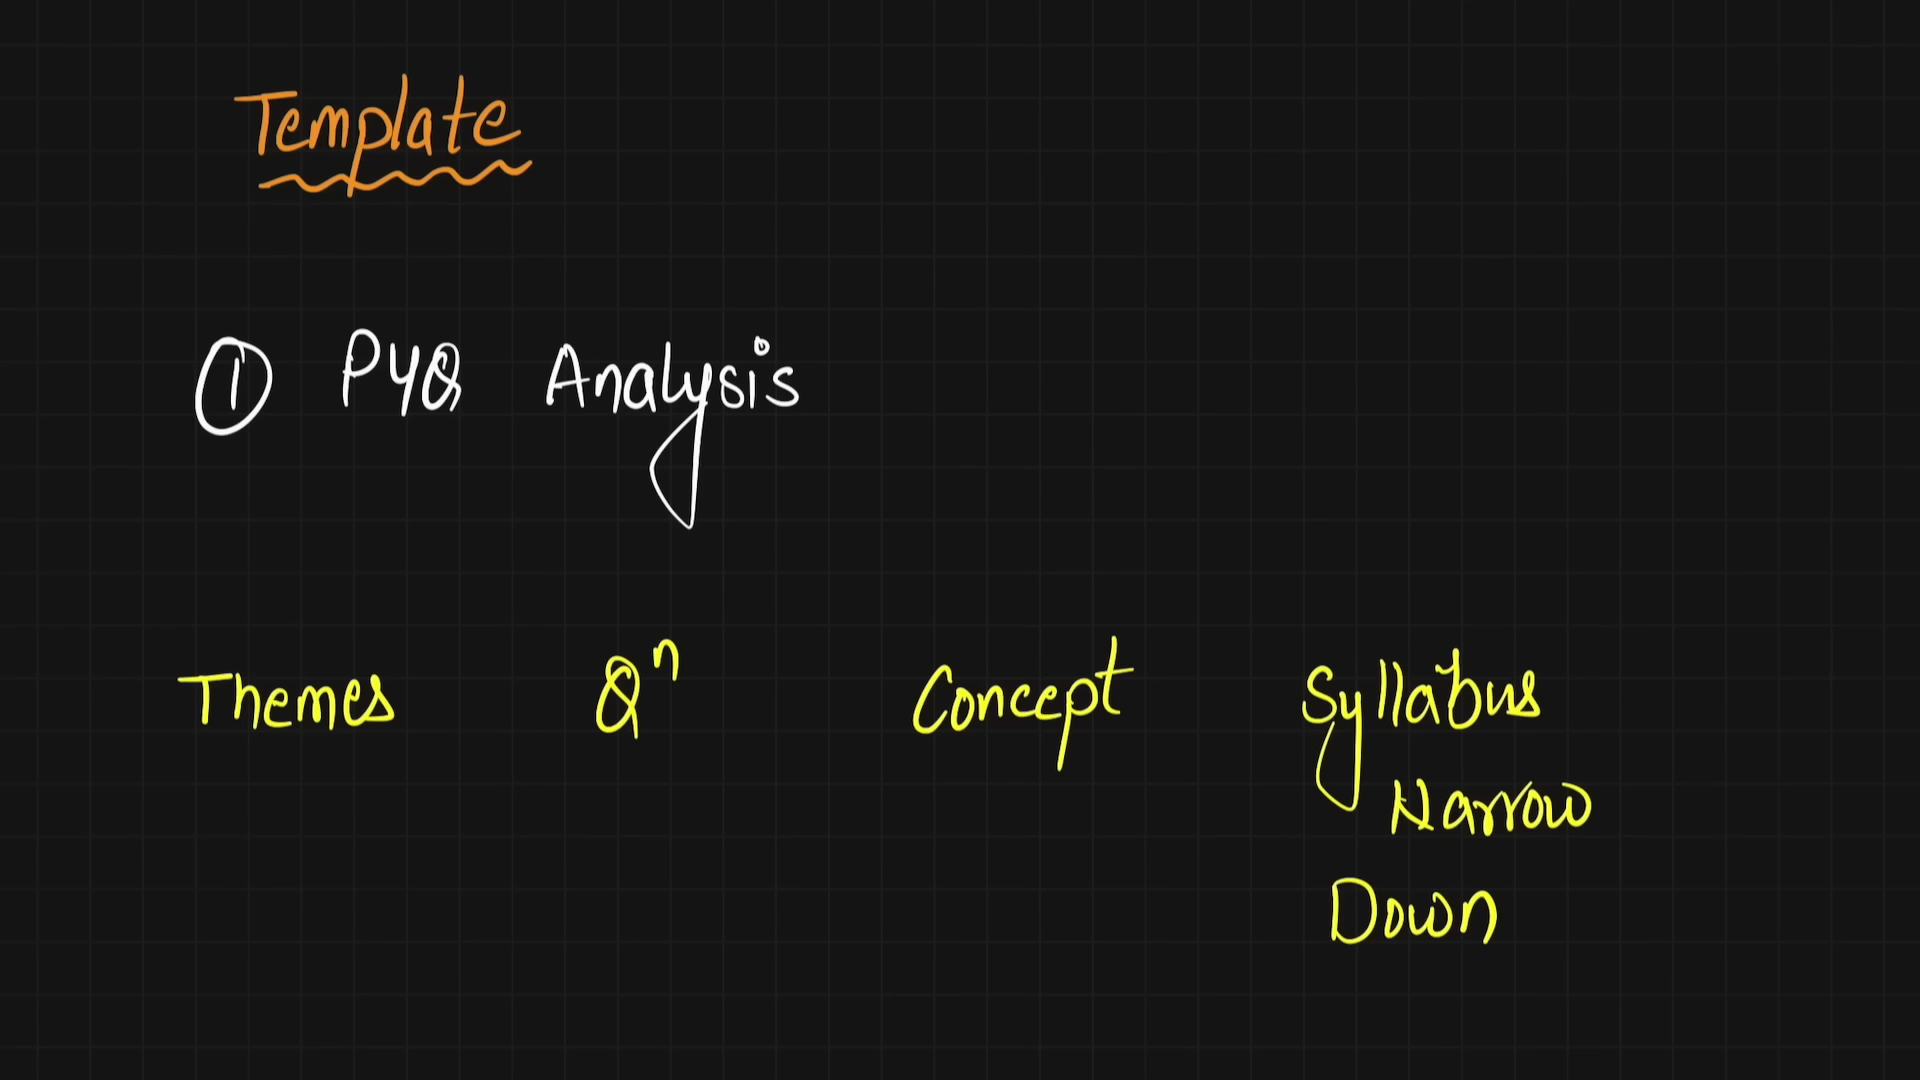 Template
① PYQ Analysis
Themes Qⁿ Concept Syllabus
Narrow
Down